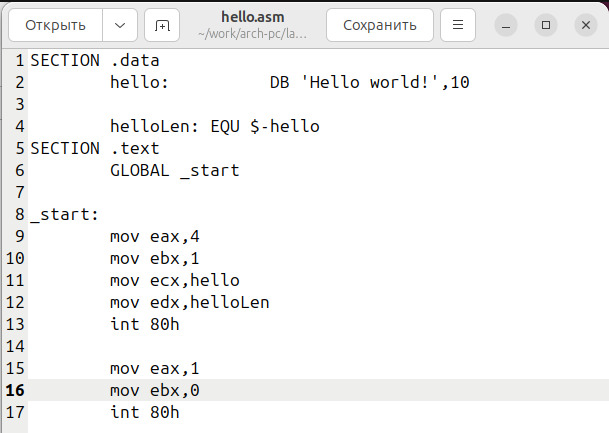 Открыть
hello.asm
~/work/arch-pc/la...
Сохранить
1 SECTION .data
2 hello: DB 'Hello world!',10
3
4 helloLen: EQU $-hello
5 SECTION .text
6 GLOBAL _start
7
8 _start:
9 mov eax,4
10 mov ebx,1
11 mov ecx,hello
12 mov edx,helloLen
13 int 80h
14
15 mov eax,1
16 mov ebx,0
17 int 80h